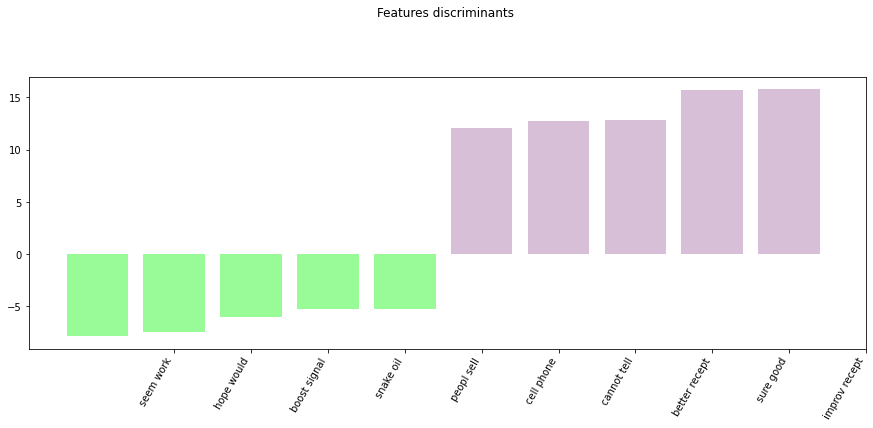 Features discriminants
15
10
5
0
−5
seem work
hope would
boost signal
snake oil
peopl sell
cell phone
cannot tell
better recept
sure good
improv recept